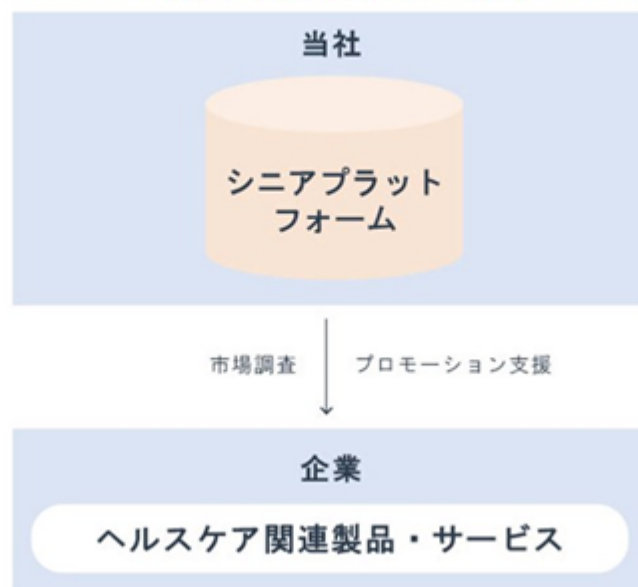 当社
シニアプラット
フォーム
市場調査 プロモーション支援
企業
ヘルスケア関連製品・サービス